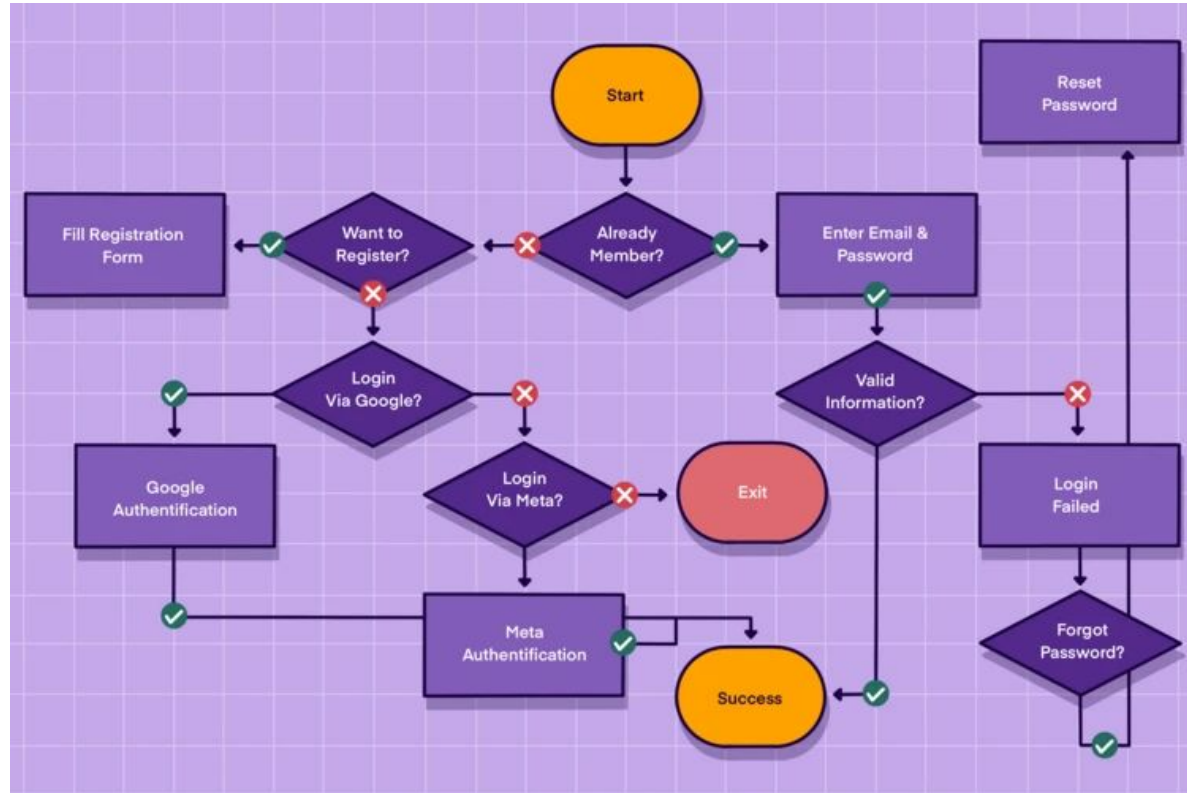 Start
Reset
Password
Fill Registration
Form
Want to
Register?
Already
Member?
Enter Email &
Password
Login
Via Google?
Valid
Information?
Google
Authentification
Login
Via Meta?
Exit
Login
Failed
Meta
Authentification
Forgot
Password?
Success